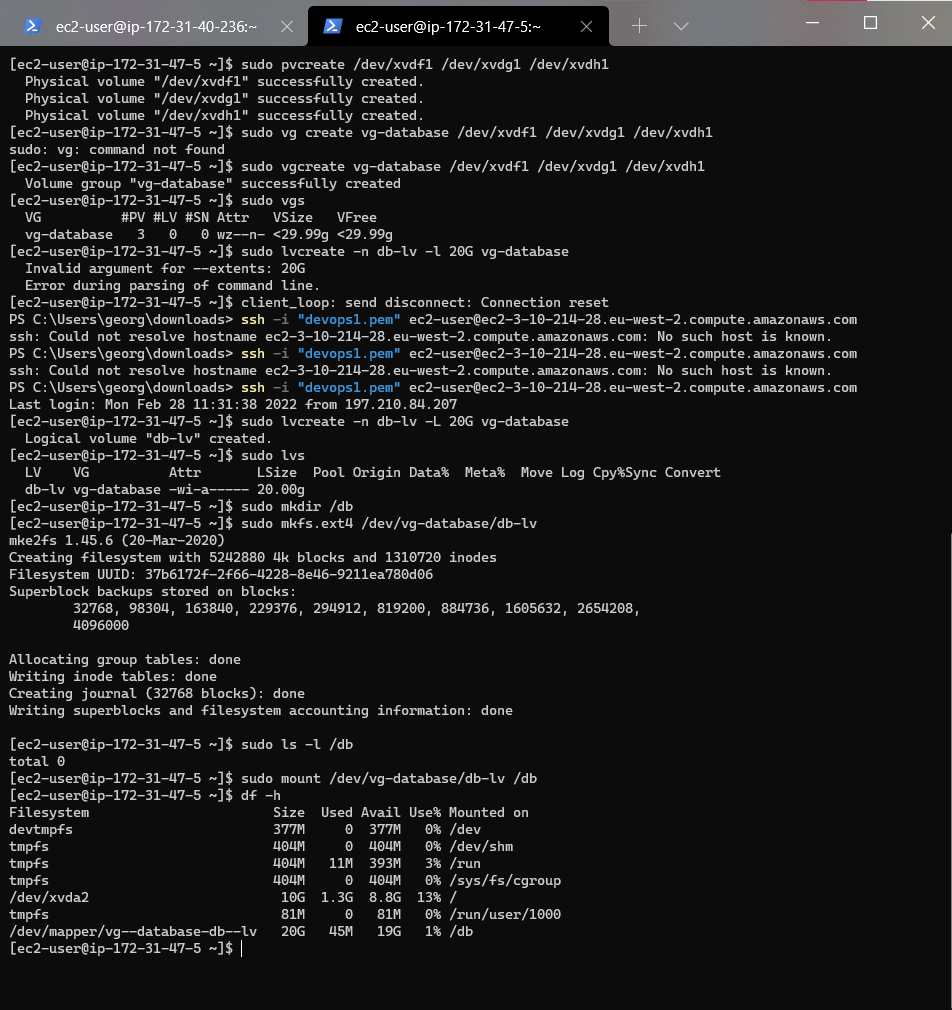 ec2-user@ip-172-31-40-236:~
ec2-user@ip-172-31-47-5:~
[ec2-user@ip-172-31-47-5 ~]$ sudo pvcreate /dev/xvdf1 /dev/xvdg1 /dev/xvdh1
  Physical volume "/dev/xvdf1" successfully created.
  Physical volume "/dev/xvdg1" successfully created.
  Physical volume "/dev/xvdh1" successfully created.
[ec2-user@ip-172-31-47-5 ~]$ sudo vg create vg-database /dev/xvdf1 /dev/xvdg1 /dev/xvdh1
sudo: vg: command not found
[ec2-user@ip-172-31-47-5 ~]$ sudo vgcreate vg-database /dev/xvdf1 /dev/xvdg1 /dev/xvdh1
  Volume group "vg-database" successfully created
[ec2-user@ip-172-31-47-5 ~]$ sudo vgs
  VG          #PV #LV #SN Attr   VSize   VFree
  vg-database   3   0   0 wz--n- <29.99g <29.99g
[ec2-user@ip-172-31-47-5 ~]$ sudo lvcreate -n db-lv -l 20G vg-database
  Invalid argument for --extents: 20G
  Error during parsing of command line.
[ec2-user@ip-172-31-47-5 ~]$ client_loop: send disconnect: Connection reset
PS C:\Users\georg\downloads> ssh -i "devops1.pem" ec2-user@ec2-3-10-214-28.eu-west-2.compute.amazonaws.com
ssh: Could not resolve hostname ec2-3-10-214-28.eu-west-2.compute.amazonaws.com: No such host is known.
PS C:\Users\georg\downloads> ssh -i "devops1.pem" ec2-user@ec2-3-10-214-28.eu-west-2.compute.amazonaws.com
ssh: Could not resolve hostname ec2-3-10-214-28.eu-west-2.compute.amazonaws.com: No such host is known.
PS C:\Users\georg\downloads> ssh -i "devops1.pem" ec2-user@ec2-3-10-214-28.eu-west-2.compute.amazonaws.com
Last login: Mon Feb 28 11:31:38 2022 from 197.210.84.207
[ec2-user@ip-172-31-47-5 ~]$ sudo lvcreate -n db-lv -L 20G vg-database
  Logical volume "db-lv" created.
[ec2-user@ip-172-31-47-5 ~]$ sudo lvs
  LV    VG          Attr       LSize  Pool Origin Data%  Meta%  Move Log Cpy%Sync Convert
  db-lv vg-database -wi-a----- 20.00g
[ec2-user@ip-172-31-47-5 ~]$ sudo mkdir /db
[ec2-user@ip-172-31-47-5 ~]$ sudo mkfs.ext4 /dev/vg-database/db-lv
mke2fs 1.45.6 (20-Mar-2020)
Creating filesystem with 5242880 4k blocks and 1310720 inodes
Filesystem UUID: 37b6172f-2f66-4228-8e46-9211ea780d06
Superblock backups stored on blocks:
        32768, 98304, 163840, 229376, 294912, 819200, 884736, 1605632, 2654208,
        4096000
Allocating group tables: done
Writing inode tables: done
Creating journal (32768 blocks): done
Writing superblocks and filesystem accounting information: done
[ec2-user@ip-172-31-47-5 ~]$ sudo ls -l /db
total 0
[ec2-user@ip-172-31-47-5 ~]$ sudo mount /dev/vg-database/db-lv /db
[ec2-user@ip-172-31-47-5 ~]$ df -h
Filesystem                       Size  Used Avail Use% Mounted on
devtmpfs                         377M     0  377M   0% /dev
tmpfs                            404M     0  404M   0% /dev/shm
tmpfs                            404M   11M  393M   3% /run
tmpfs                            404M     0  404M   0% /sys/fs/cgroup
/dev/xvda2                        10G  1.3G  8.8G  13% /
tmpfs                             81M     0   81M   0% /run/user/1000
/dev/mapper/vg--database-db--lv   20G   45M   19G   1% /db
[ec2-user@ip-172-31-47-5 ~]$